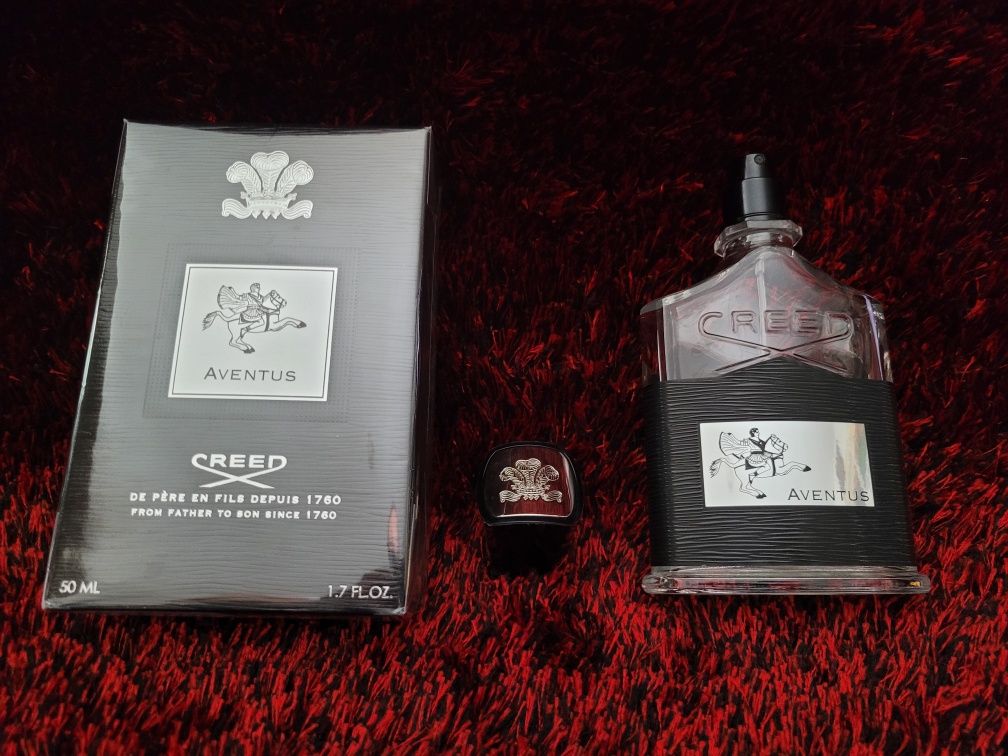 AVENTUS
CREED
DE PÈRE EN FILS DEPUIS 1760
FROM FATHER TO SON SINCE 1760
50 ML
1.7 FL.OZ.
CREED
AVENTUS